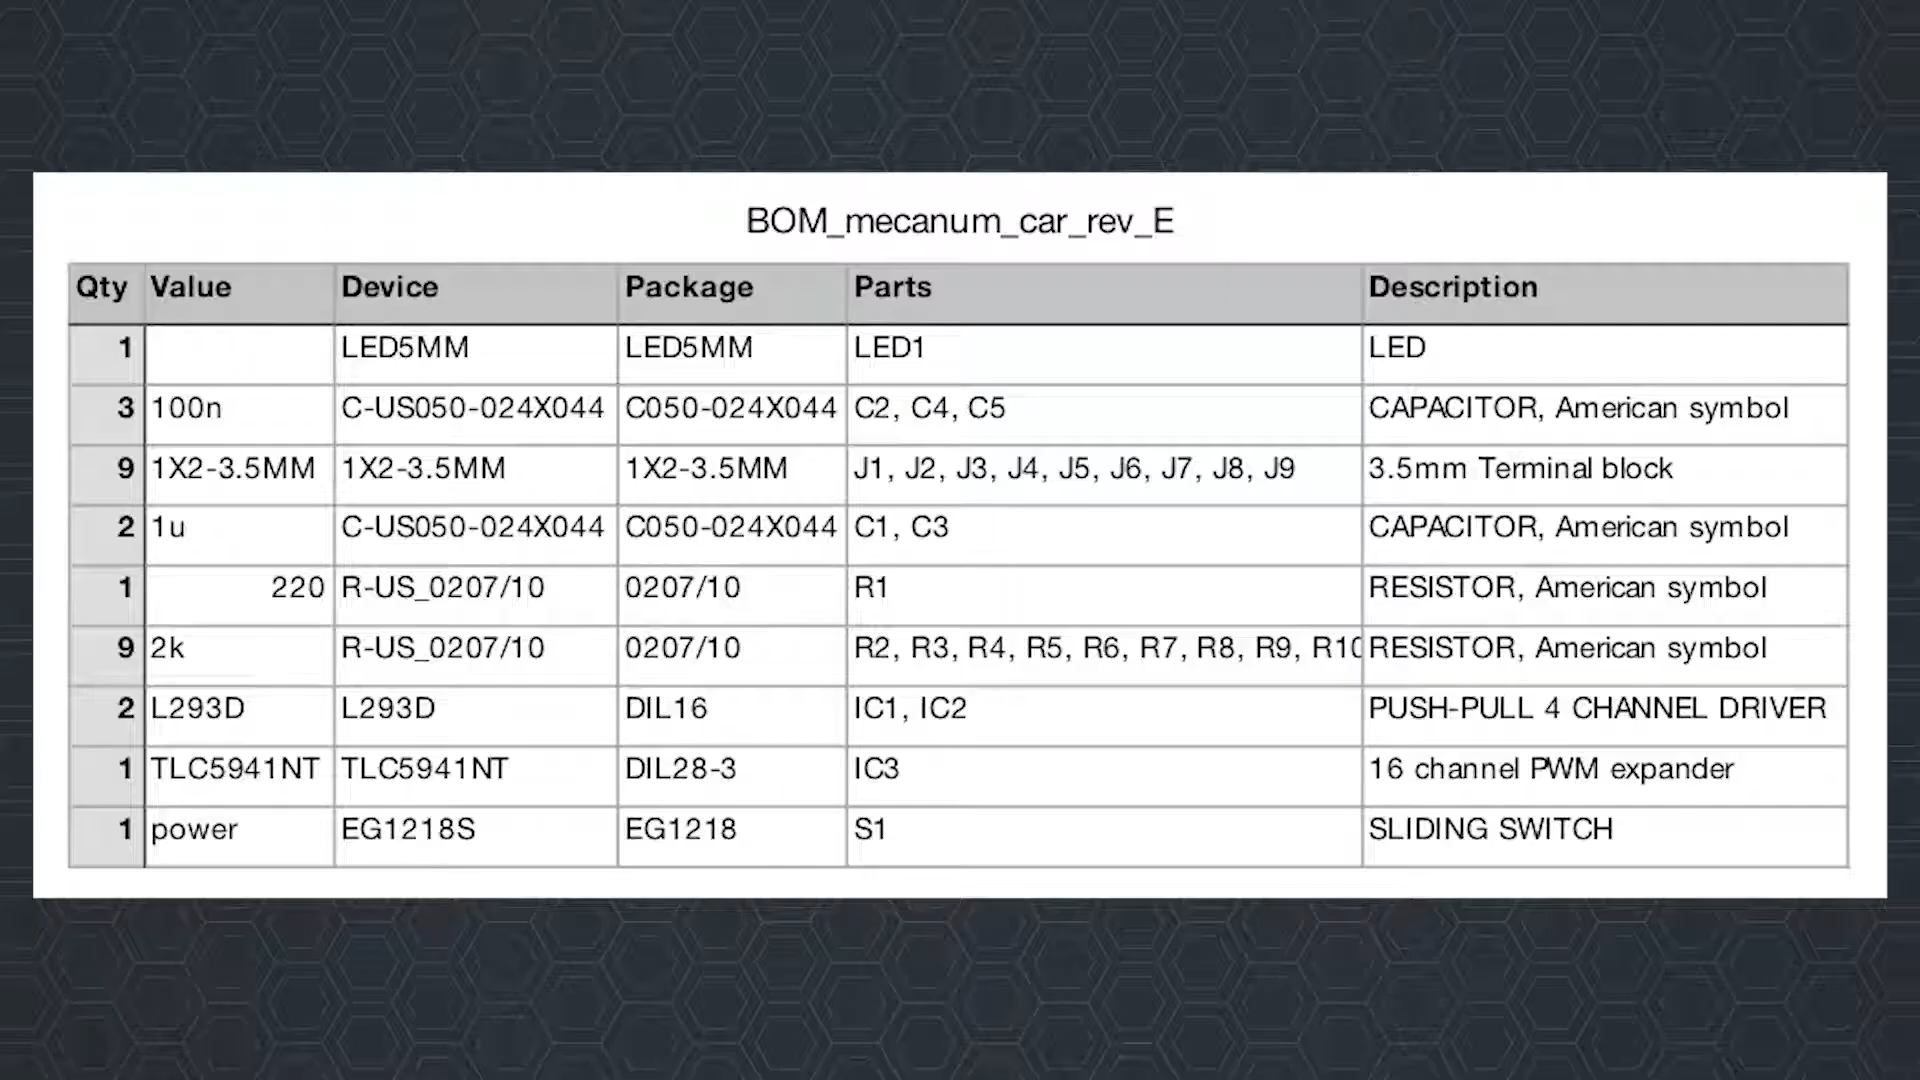 BOM_mecanum_car_rev_E
Qty Value Device Package Parts Description
1 LED5MM LED5MM LED1 LED
3 100n C-US050-024X044 C050-024X044 C2, C4, C5 CAPACITOR, American symbol
9 1X2-3.5MM 1X2-3.5MM 1X2-3.5MM J1, J2, J3, J4, J5, J6, J7, J8, J9 3.5mm Terminal block
2 1u C-US050-024X044 C050-024X044 C1, C3 CAPACITOR, American symbol
1 220 R-US_0207/10 0207/10 R1 RESISTOR, American symbol
9 2k R-US_0207/10 0207/10 R2, R3, R4, R5, R6, R7, R8, R9, R10 RESISTOR, American symbol
2 L293D L293D DIL16 IC1, IC2 PUSH-PULL 4 CHANNEL DRIVER
1 TLC5941NT TLC5941NT DIL28-3 IC3 16 channel PWM expander
1 power EG1218S EG1218 S1 SLIDING SWITCH